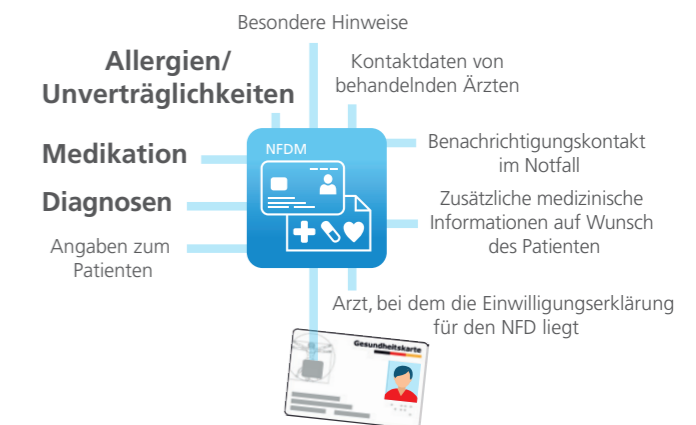 Besondere Hinweise
Allergien/
Unverträglichkeiten
Kontaktdaten von
behandelnden Ärzten
NFDM
Medikation
Benachrichtigungskontakt
im Notfall
Diagnosen
Zusätzliche medizinische
Informationen auf Wunsch
des Patienten
Angaben zum
Patienten
Arzt, bei dem die Einwilligungserklärung
für den NFD liegt
Gesundheitskarte